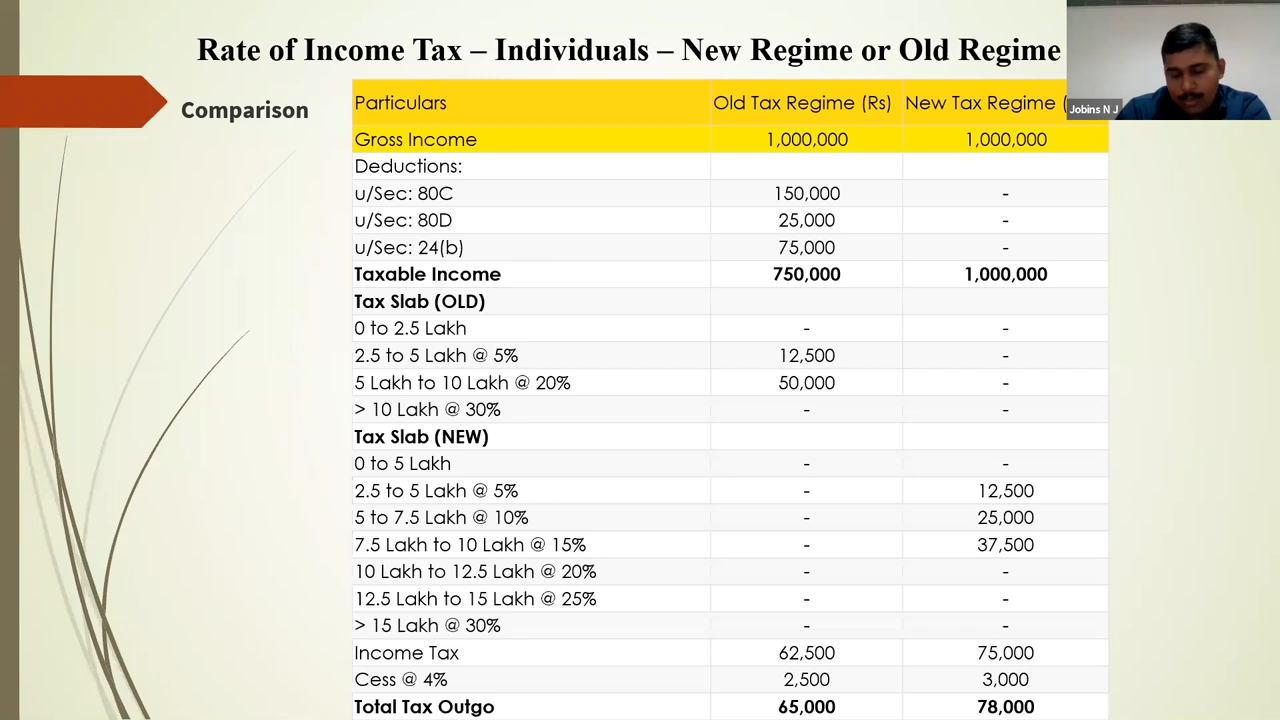 Rate of Income Tax – Individuals – New Regime or Old Regime
Comparison
Particulars Old Tax Regime (Rs) New Tax Regime (
Jobins N J
Gross Income 1,000,000 1,000,000
Deductions:
u/Sec: 80C 150,000 -
u/Sec: 80D 25,000 -
u/Sec: 24(b) 75,000 -
Taxable Income 750,000 1,000,000
Tax Slab (OLD)
0 to 2.5 Lakh - -
2.5 to 5 Lakh @ 5% 12,500 -
5 Lakh to 10 Lakh @ 20% 50,000 -
> 10 Lakh @ 30% - -
Tax Slab (NEW)
0 to 5 Lakh - -
2.5 to 5 Lakh @ 5% - 12,500
5 to 7.5 Lakh @ 10% - 25,000
7.5 Lakh to 10 Lakh @ 15% - 37,500
10 Lakh to 12.5 Lakh @ 20% - -
12.5 Lakh to 15 Lakh @ 25% - -
> 15 Lakh @ 30% - -
Income Tax 62,500 75,000
Cess @ 4% 2,500 3,000
Total Tax Outgo 65,000 78,000